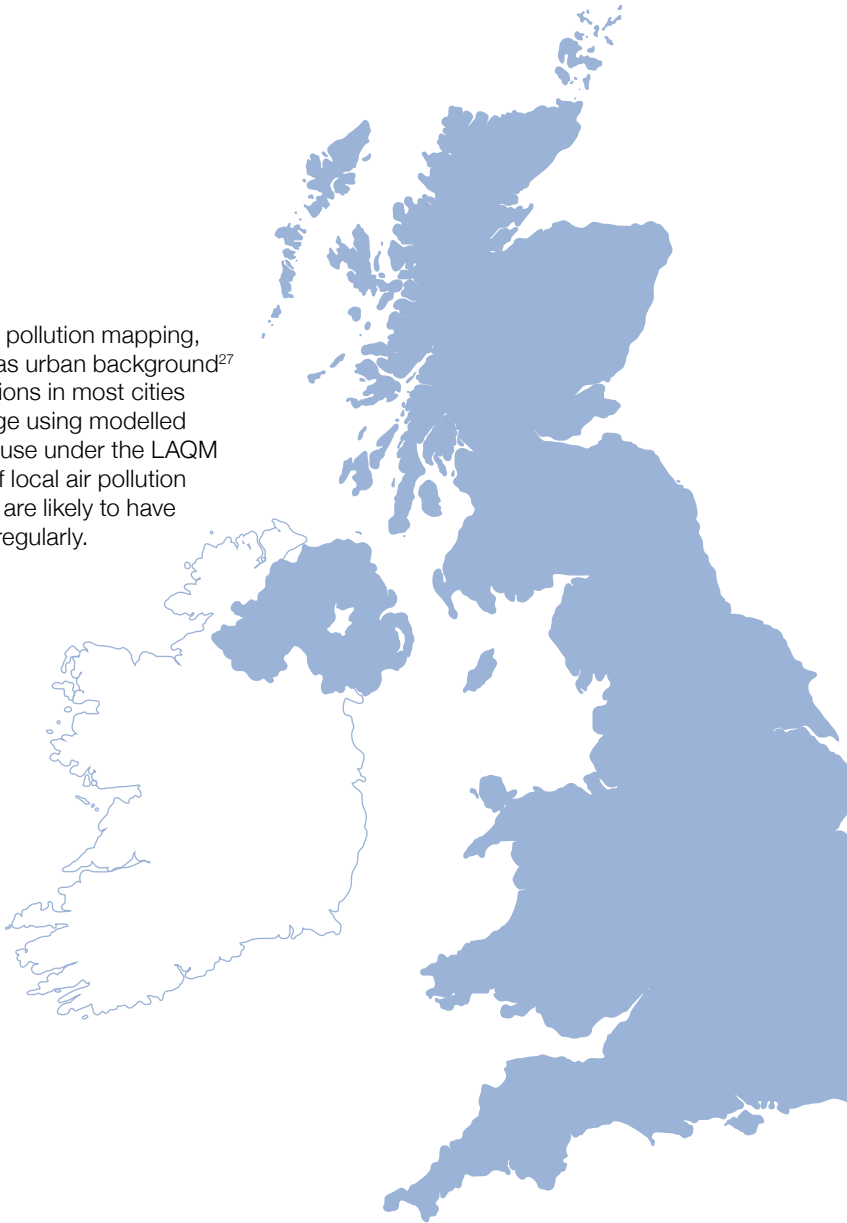 pollution mapping,
as urban background27
ions in most cities
ge using modelled
use under the LAQM
f local air pollution
are likely to have
regularly.